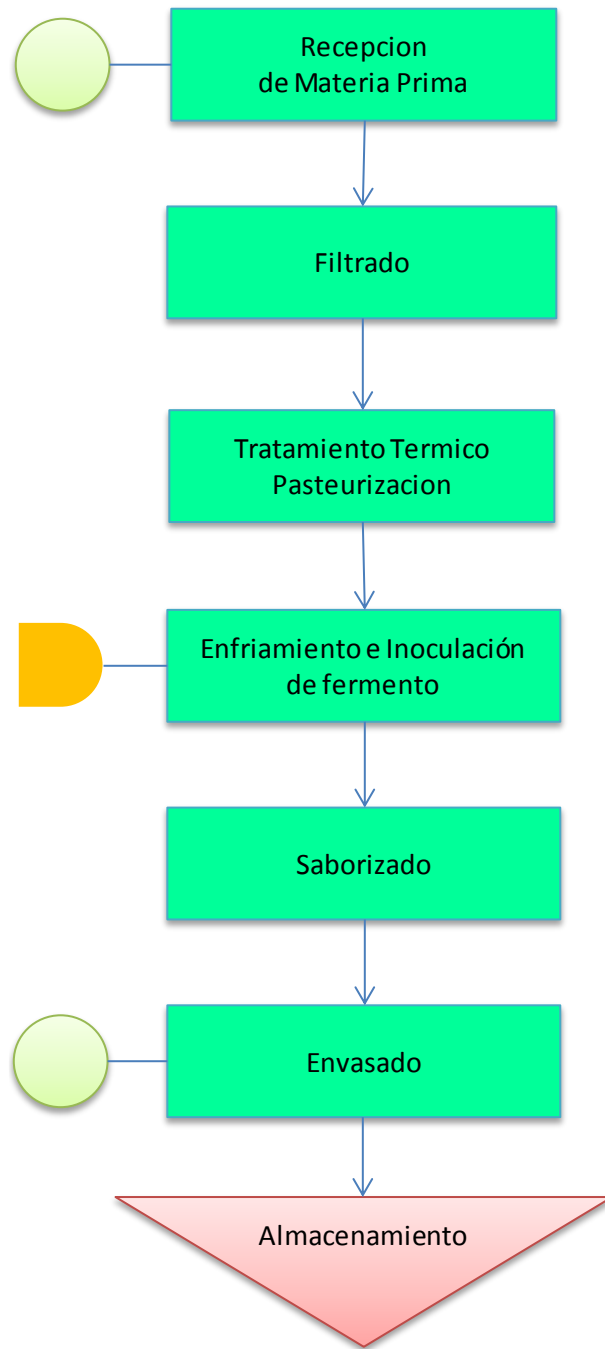 Recepcion
de Materia Prima
Filtrado
Tratamiento Termico
Pasteurizacion
Enfriamiento e Inoculación
de fermento
Saborizado
Envasado
Almacenamiento